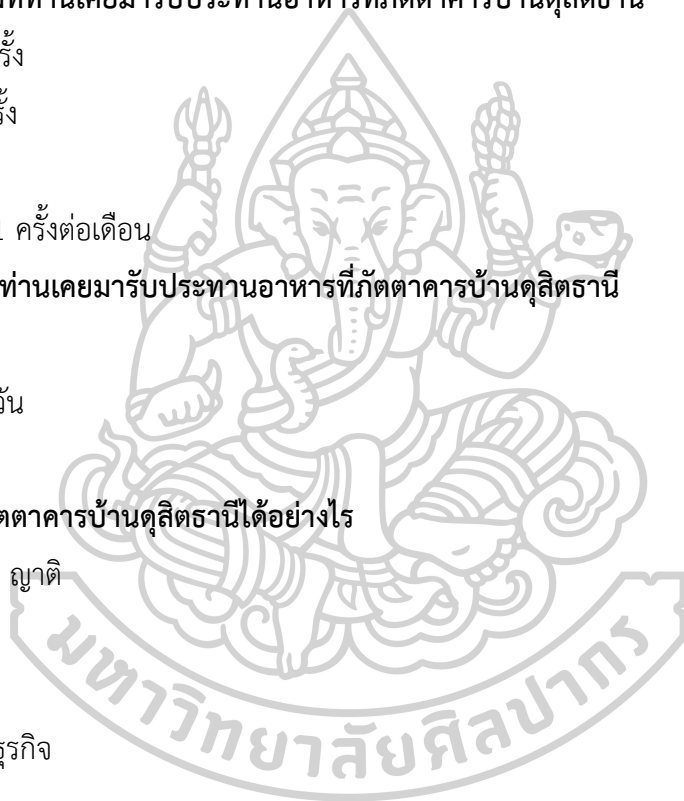 ที่ท่านเคยมารับประทานอาหารที่ภัตตาคารบ้านดุสิตธานี
ครั้ง
ครั้ง
ครั้งต่อเดือน
ท่านเคยมารับประทานอาหารที่ภัตตาคารบ้านดุสิตธานี
วัน
ตตาคารบ้านดุสิตธานีได้อย่างไร
ญาติ
ธุรกิจ
มหาวิทยาลัยศิลปากร